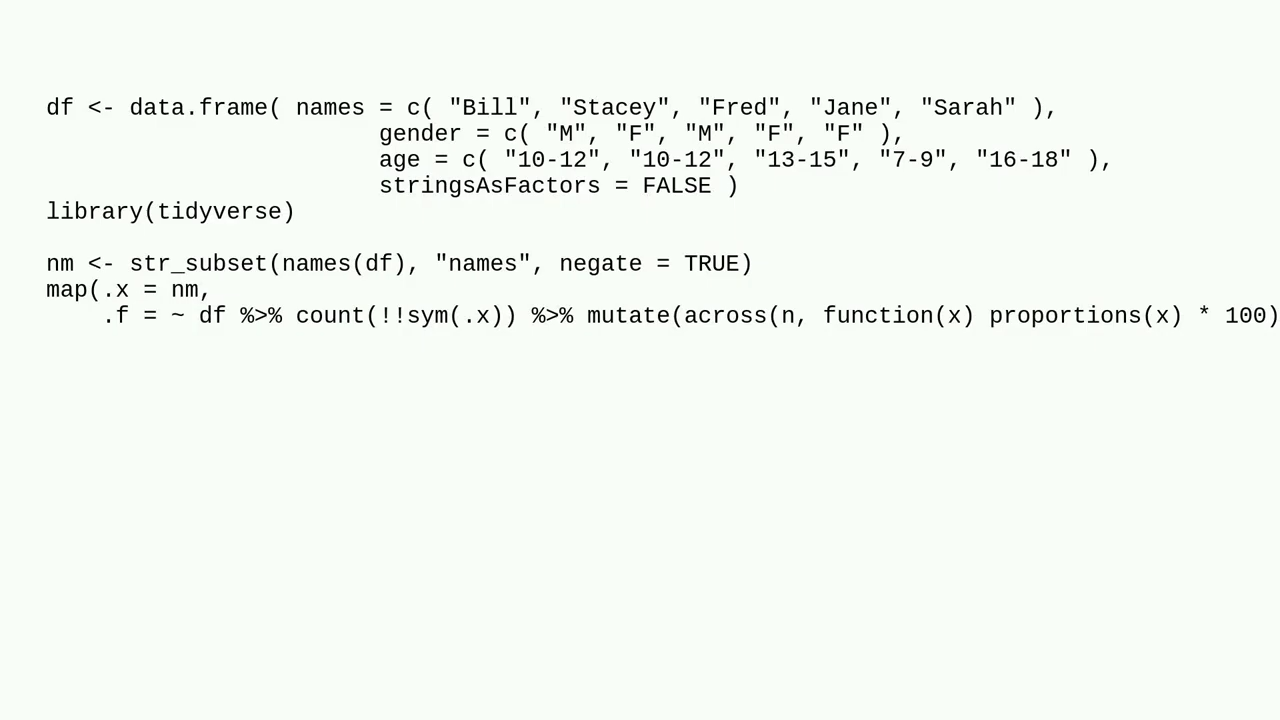 df <- data.frame( names = c( "Bill", "Stacey", "Fred", "Jane", "Sarah" ),
gender = c( "M", "F", "M", "F", "F" ),
age = c( "10-12", "10-12", "13-15", "7-9", "16-18" ),
stringsAsFactors = FALSE )
library(tidyverse)
nm <- str_subset(names(df), "names", negate = TRUE)
map(.x = nm,
.f = ~ df %>% count(!!sym(.x)) %>% mutate(across(n, function(x) proportions(x) * 100)